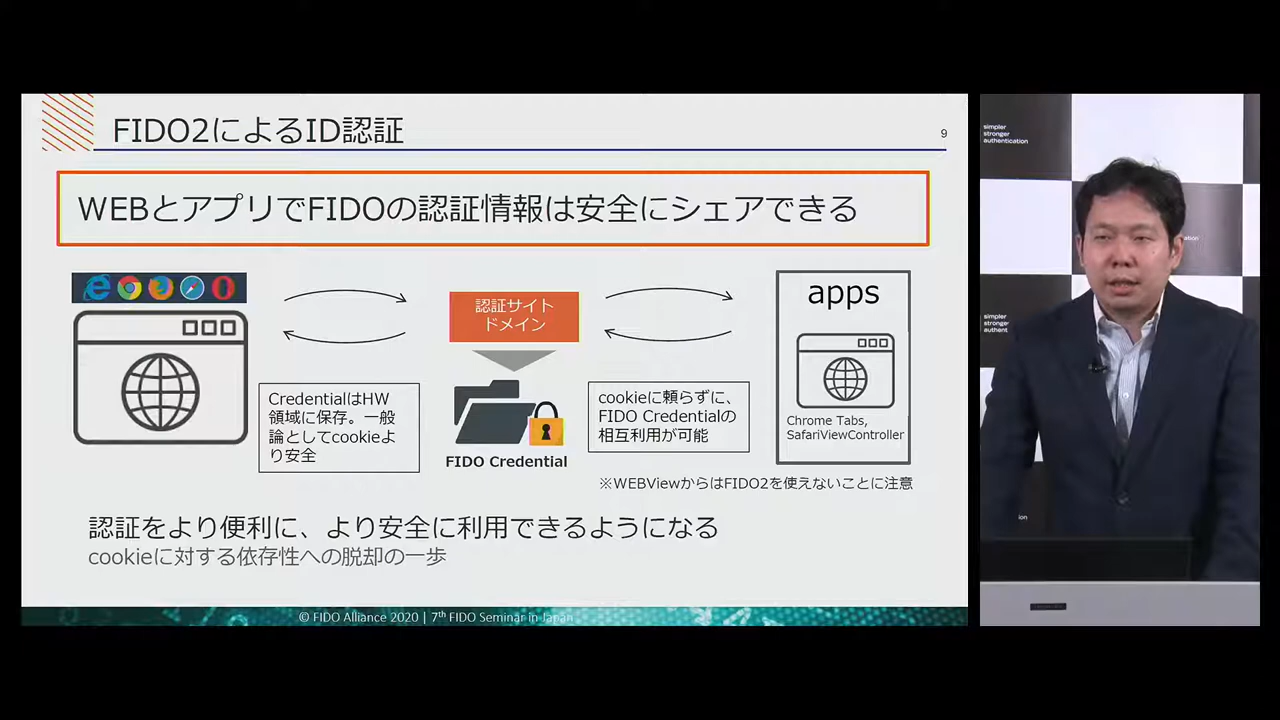 FIDO2によるID認証
9
WEBとアプリでFIDOの認証情報は安全にシェアできる
認証サイト
ドメイン
apps
CredentialはHW
領域に保存。一般
論としてcookieよ
り安全
FIDO Credential
cookieに頼らずに、
FIDO Credentialの
相互利用が可能
Chrome Tabs,
SafariViewController
※WEBViewからはFIDO2を使えないことに注意
認証をより便利に、より安全に利用できるようになる
cookieに対する依存性への脱却の一歩
© FIDO Alliance 2020 | 7th FIDO Seminar in Japan
simpler
stronger
authentication
simpler
stronger
authent